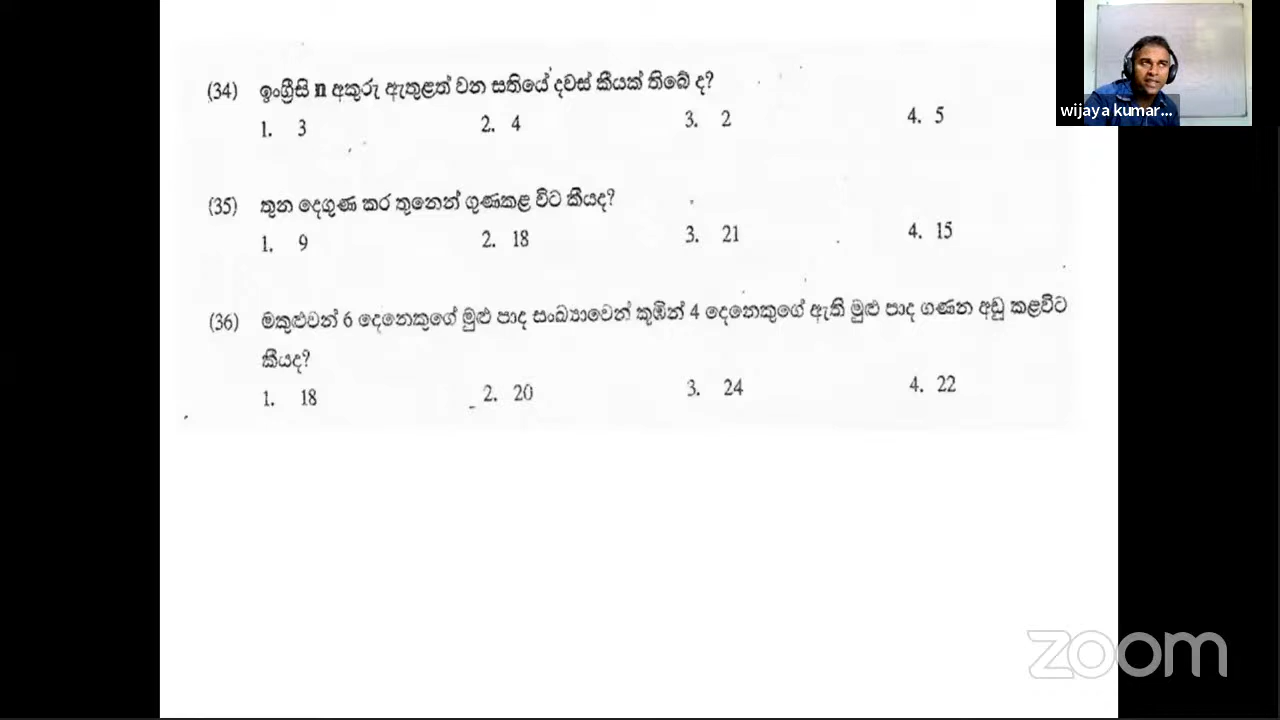 (34) ඉංග්‍රීසි n අකුරු ඇතුළත් වන සතියේ දවස් කීයක් තිබේ ද?
1. 3 2. 4 3. 2 4. 5
wijaya kumar...
(35) තුන දෙගුණ කර තුනෙන් ගුණකළ විට කීයද?
1. 9 2. 18 3. 21 4. 15
(36) මකුළුවන් 6 දෙනෙකුගේ මුළු පාද සංඛ්‍යාවෙන් කුඹින් 4 දෙනෙකුගේ ඇති මුළු පාද ගණන අඩු කළවිට
කීයද?
1. 18 2. 20 3. 24 4. 22
zoom